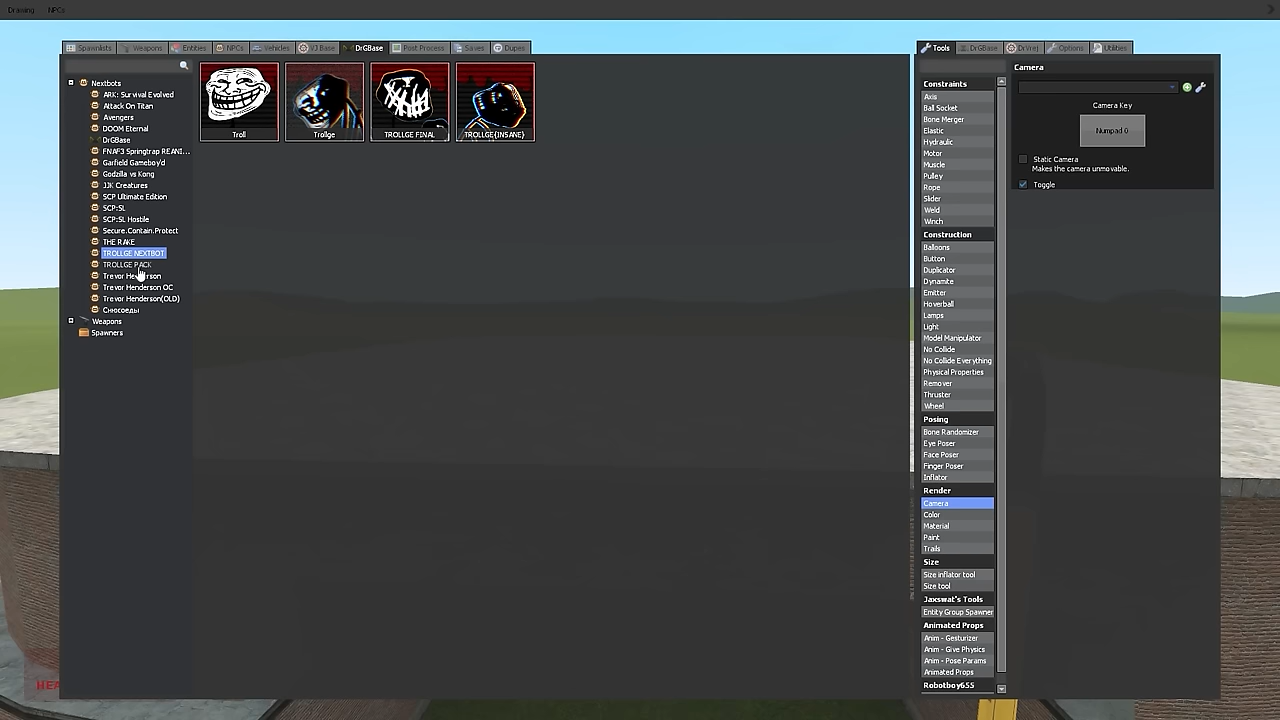 Drawing NPCs
Spawnlists Weapons Entities NPCs Vehicles VJ Base DrGBase Post Process Saves Dupes
Nextbots
ARK: Survival Evolved
Attack On Titan
Avengers
DOOM Eternal
DrGBase
FNAF3 Springtrap REANI...
Garfield Gameboy'd
Godzilla vs Kong
JJK Creatures
SCP Ultimate Edition
SCP:SL
SCP:SL Hostile
Secure.Contain.Protect
THE RAKE
TROLLGE NEXTBOT
TROLLGE PACK
Trevor Henderson
Trevor Henderson OC
Trevor Henderson(OLD)
Снюсоеды
Weapons
Spawners
Troll
Trollge
TROLLGE FINAL
TROLLGE{INSANE}
Tools DrGBase DrVrej Options Utilities
Constraints
Axis
Ball Socket
Bone Merger
Elastic
Hydraulic
Motor
Muscle
Pulley
Rope
Slider
Weld
Winch
Construction
Balloons
Button
Duplicator
Dynamite
Emitter
Hoverball
Lamps
Light
Model Manipulator
No Collide
No Collide Everything
Physical Properties
Remover
Thruster
Wheel
Posing
Bone Randomizer
Eye Poser
Face Poser
Finger Poser
Inflator
Render
Camera
Color
Material
Paint
Trails
Size
Size inflator tool
Size tool
Jaxswat's Tools
Entity Group Spawner
Animated Props
Anim - Gesturizer
Anim - Give Physics
Anim - Pose Params
Animated Props
Robotboy655
Camera
Camera Key
Numpad 0
Static Camera
Makes the camera unmovable.
Toggle